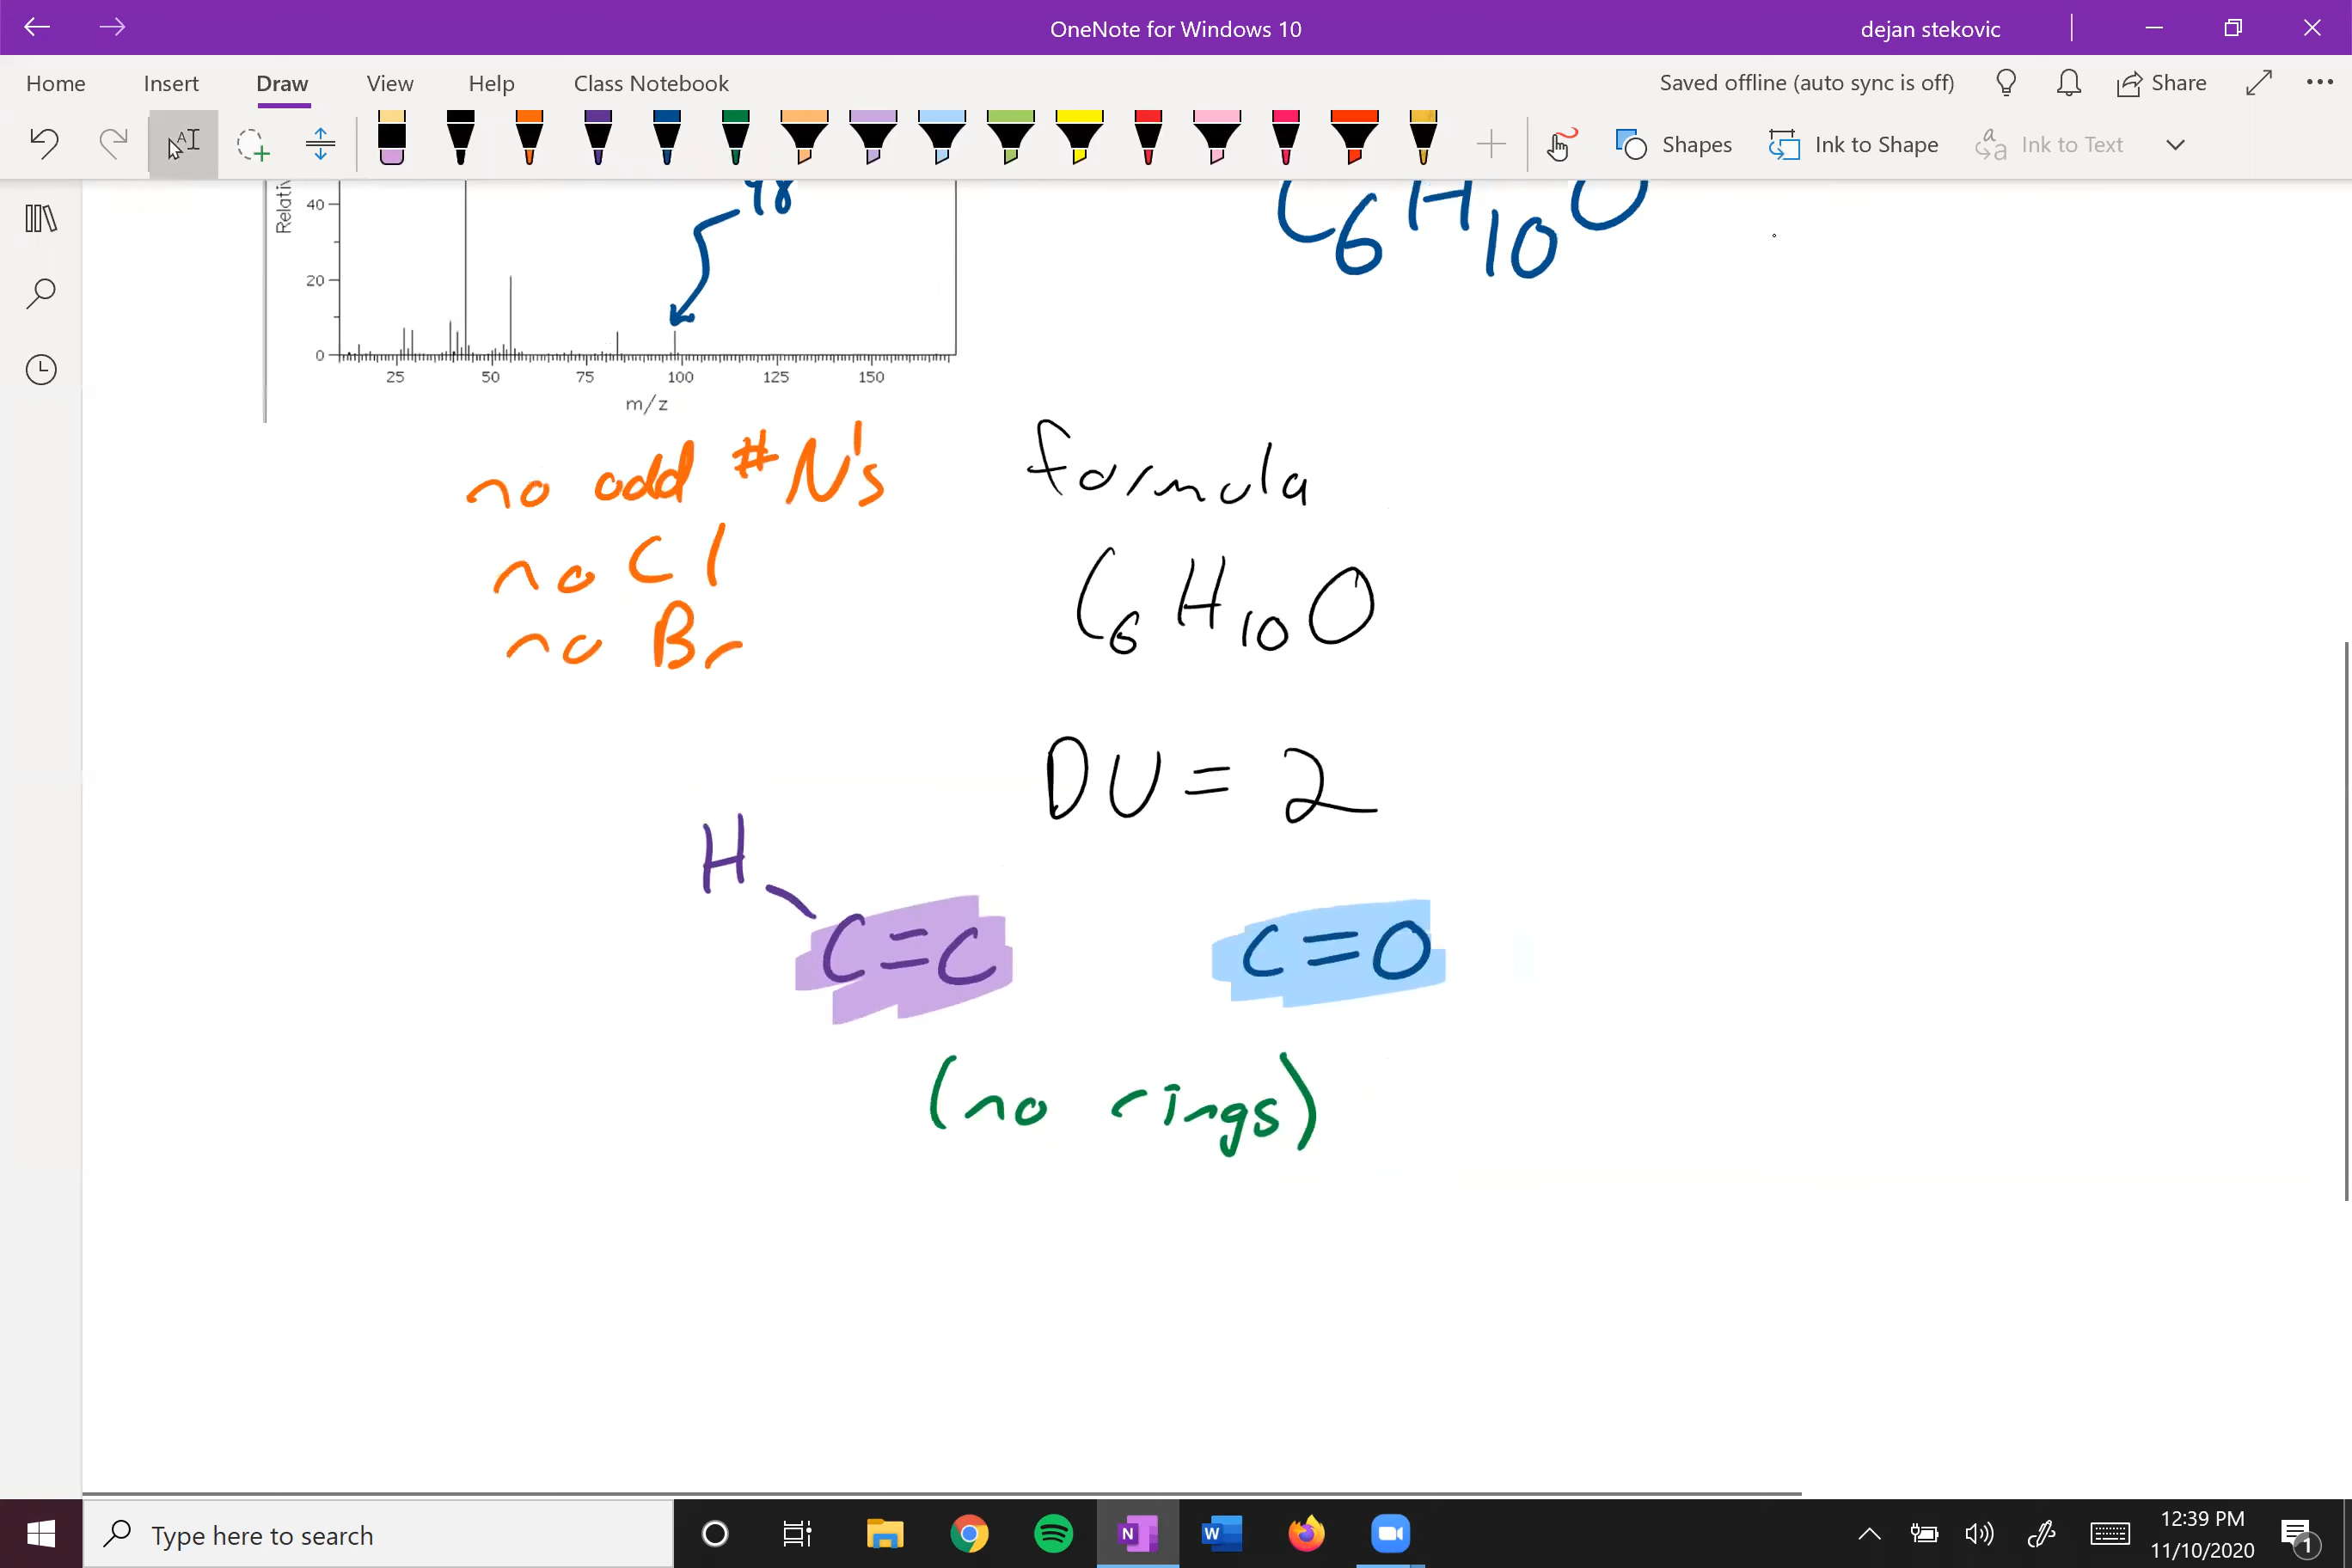 OneNote for Windows 10
dejan stekovic
Home Insert Draw View Help Class Notebook
Saved offline (auto sync is off) Share
Shapes Ink to Shape Ink to Text
98
C6H10O
40
20
0
25 50 75 100 125 150
m/z
no odd # N's
no Cl
no Br
formula
C6H10O
DU = 2
H
C=C
C=O
(no rings)
Type here to search
12:39 PM
11/10/2020
1